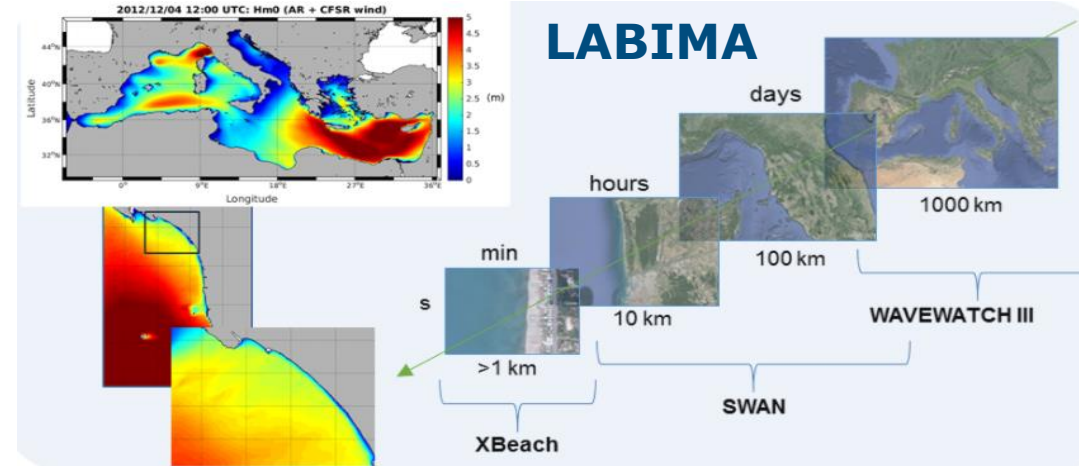 2012/12/04 12:00 UTC: Hm0 (AR + CFSR wind)
LABIMA
44°N
40°N
36°N
32°N
Latitude
0°
9°E
18°E
27°E
36°E
Longitude
5
4.5
4
3.5
3
2.5
2
1.5
1
0.5
0
(m)
days
1000 km
hours
100 km
WAVEWATCH III
min
10 km
s
>1 km
SWAN
XBeach